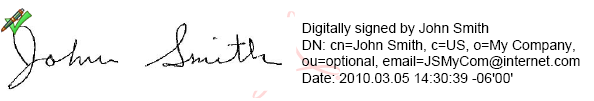 John Smith
Digitally signed by John Smith
DN: cn=John Smith, c=US, o=My Company,
ou=optional, email=JSMyCom@internet.com
Date: 2010.03.05 14:30:39 -06'00'